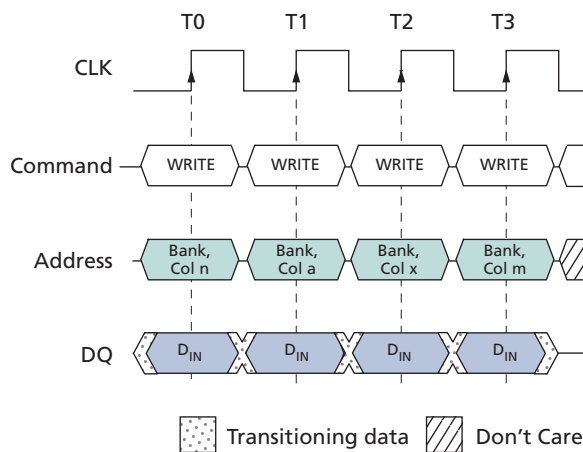 T0 T1 T2 T3
CLK
Command WRITE WRITE WRITE WRITE
Address
Bank, Bank, Bank, Bank,
Col n Col a Col x Col m
DQ DIN DIN DIN DIN
Transitioning data Don't Care